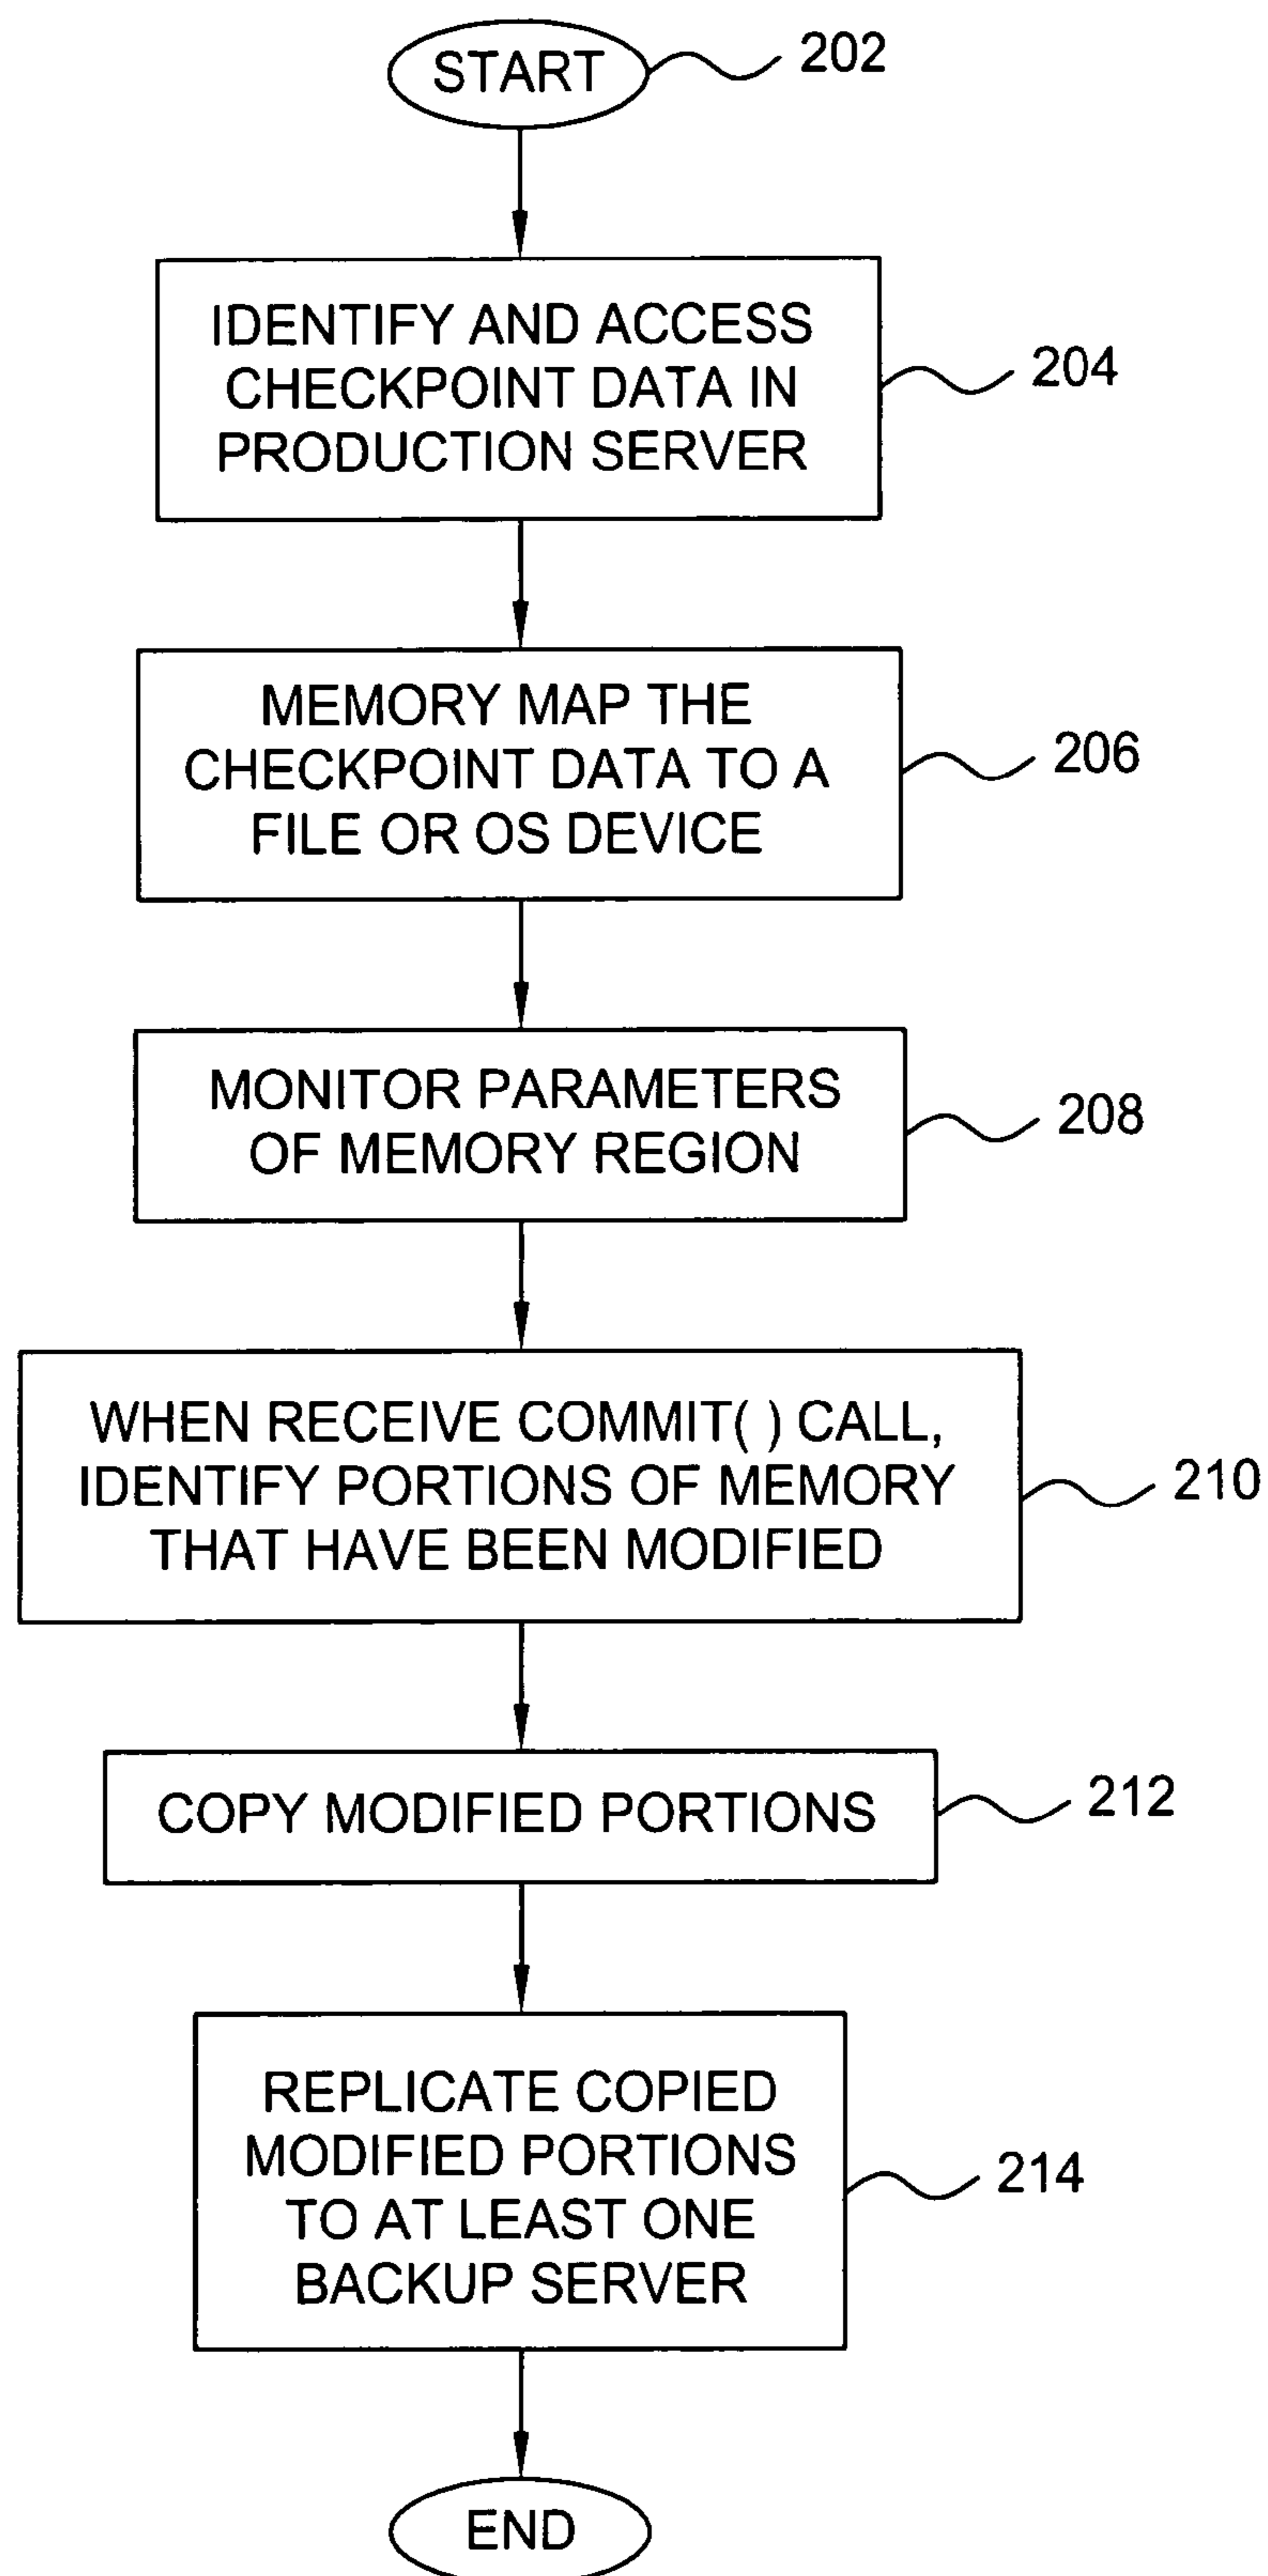 START
202
IDENTIFY AND ACCESS
CHECKPOINT DATA IN
PRODUCTION SERVER
204
MEMORY MAP THE
CHECKPOINT DATA TO A
FILE OR OS DEVICE
206
MONITOR PARAMETERS
OF MEMORY REGION
208
WHEN RECEIVE COMMIT( ) CALL,
IDENTIFY PORTIONS OF MEMORY
THAT HAVE BEEN MODIFIED
210
COPY MODIFIED PORTIONS
212
REPLICATE COPIED
MODIFIED PORTIONS
TO AT LEAST ONE
BACKUP SERVER
214
END